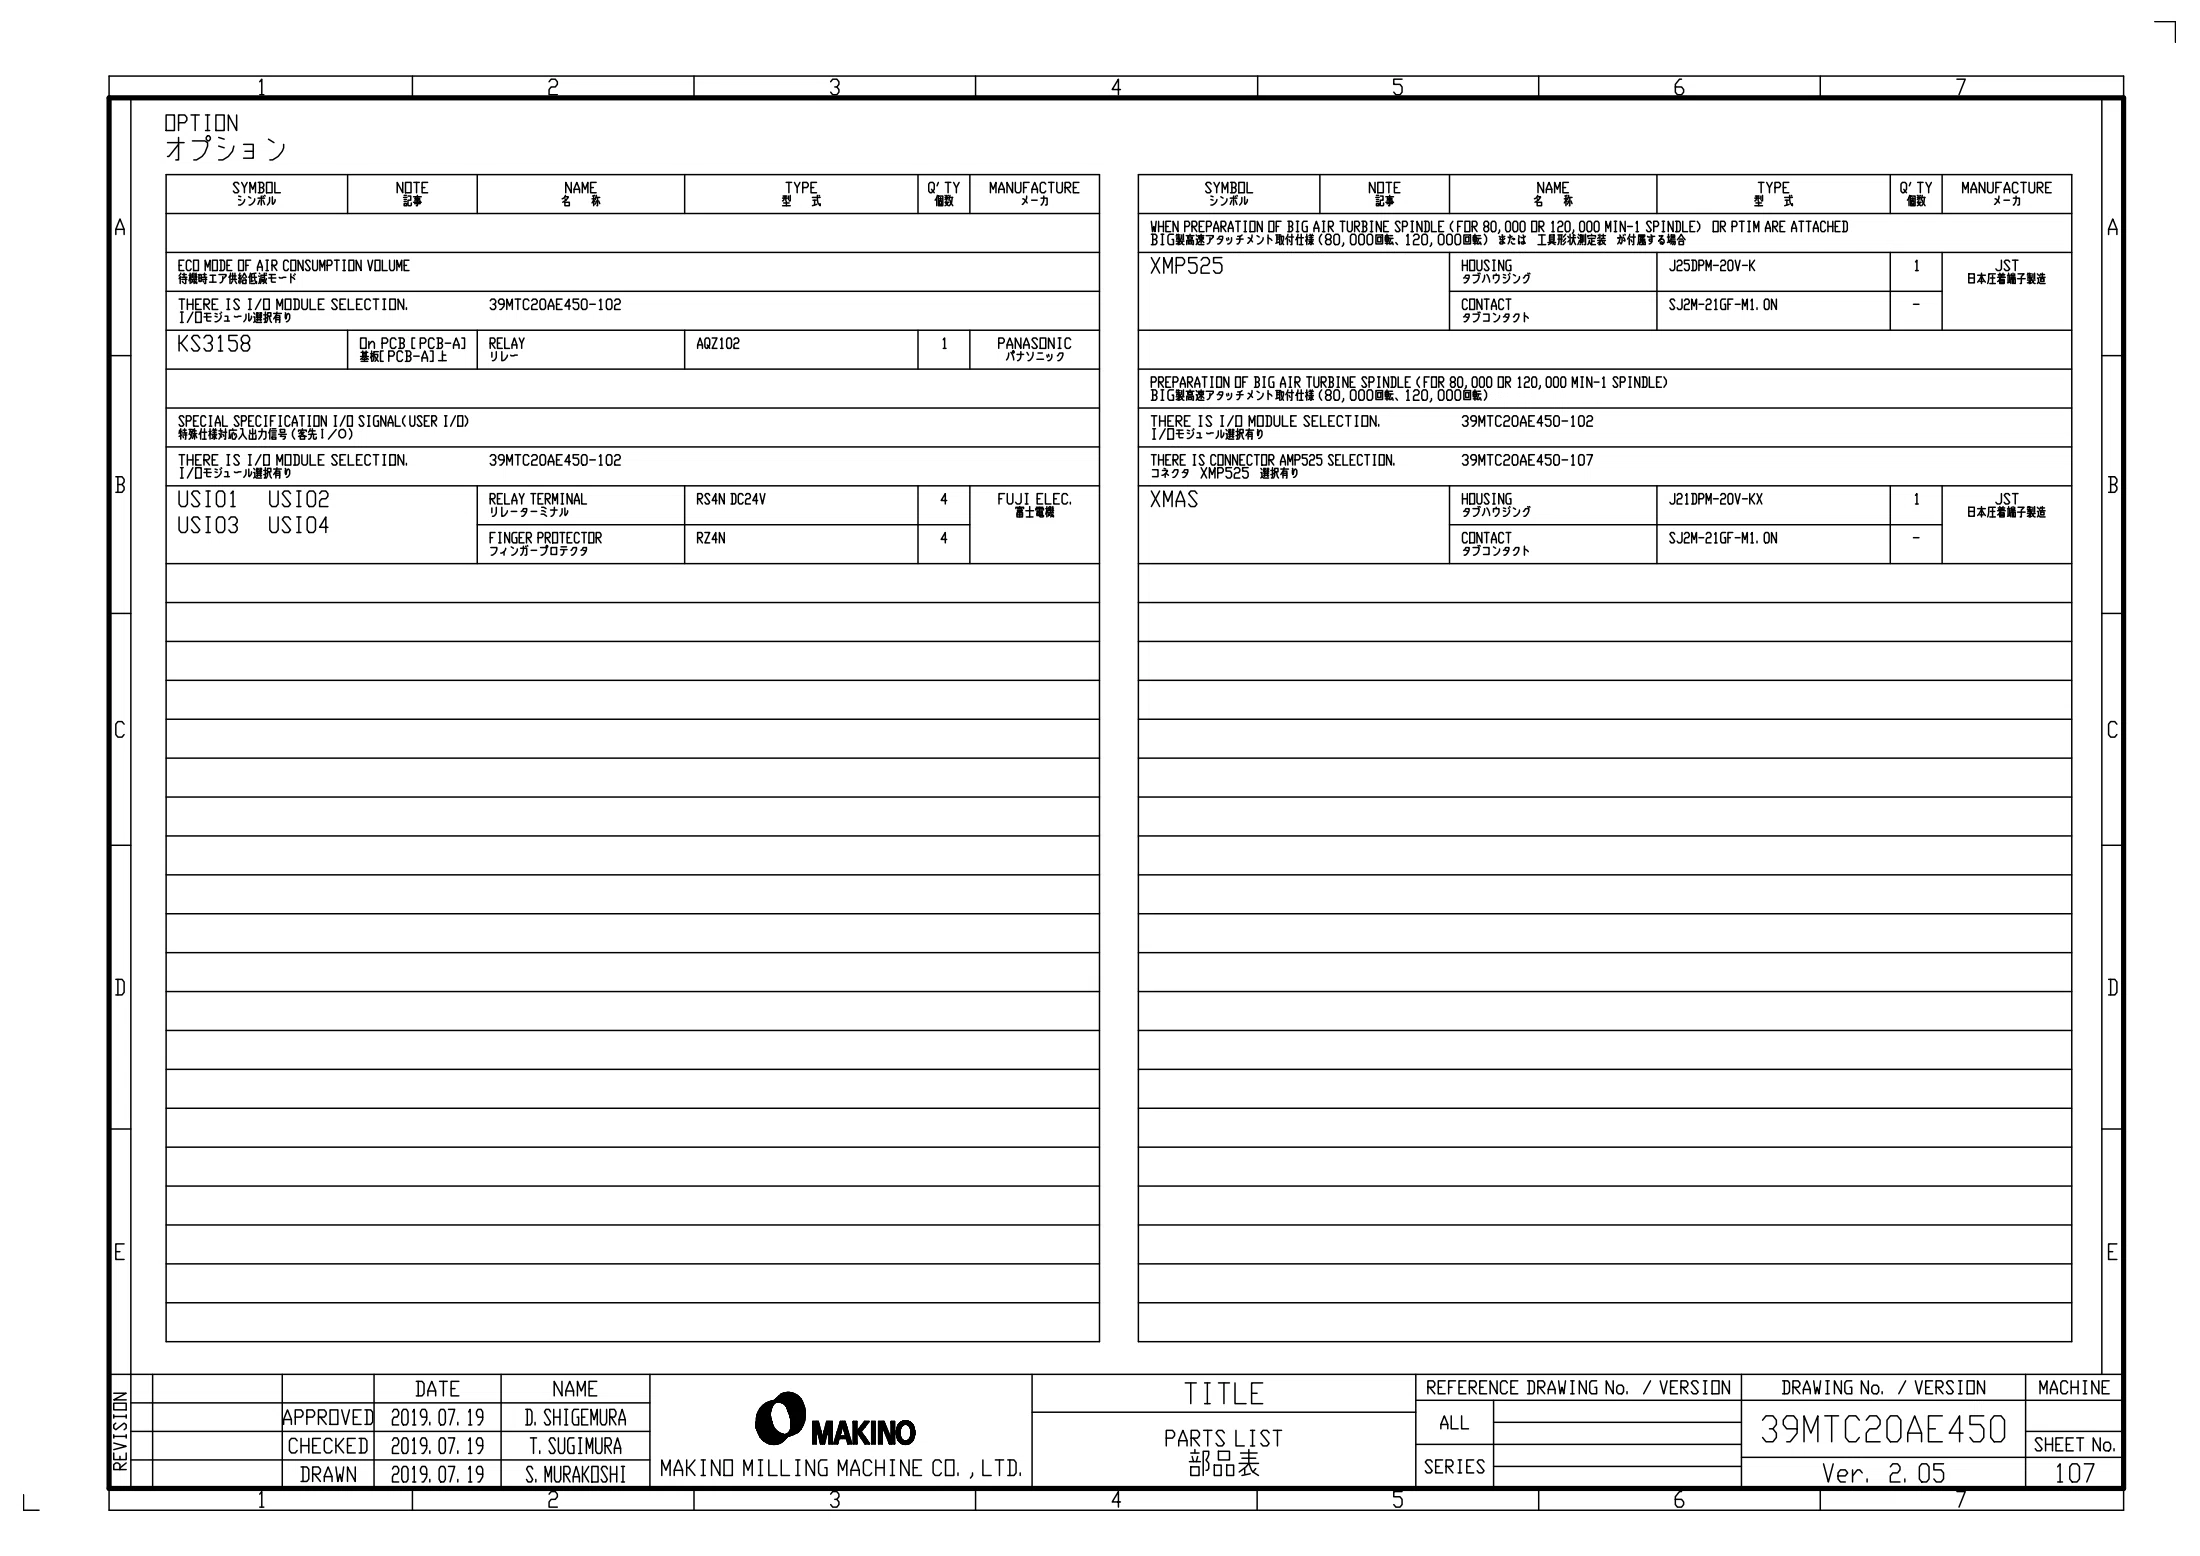 1 2 3 4 5 6 7
OPTION
オプション
SYMBOL NOTE NAME TYPE Q'TY MANUFACTURE
シンボル 記事 名 称 型 式 個数 メーカ
ECO MODE OF AIR CONSUMPTION VOLUME
待機時エア供給低減モード
THERE IS I/O MODULE SELECTION. 39MTC20AE450-102
I/Oモジュール選択有り
KS3158 On PCB [PCB-A] RELAY AQZ102 1 PANASONIC
基板[PCB-A]上 リレー パナソニック
SPECIAL SPECIFICATION I/O SIGNAL(USER I/O)
特殊仕様対応入出力信号(客先I/O)
THERE IS I/O MODULE SELECTION. 39MTC20AE450-102
I/Oモジュール選択有り
USIO1 USIO2 RELAY TERMINAL RS4N DC24V 4 FUJI ELEC.
リレーターミナル 富士電機
USIO3 USIO4
FINGER PROTECTOR RZ4N 4
フィンガープロテクタ
SYMBOL NOTE NAME TYPE Q'TY MANUFACTURE
シンボル 記事 名 称 型 式 個数 メーカ
WHEN PREPARATION OF BIG AIR TURBINE SPINDLE (FOR 80,000 OR 120,000 MIN-1 SPINDLE) OR PTIM ARE ATTACHED
BIG製高速アタッチメント取付仕様(80,000回転、120,000回転) または 工具形状測定装 が付属する場合
XMP525 HOUSING J25DPM-20V-K 1 JST
タブハウジング 日本圧着端子製造
CONTACT SJ2M-21GF-M1.0N -
タブコンタクト
PREPARATION OF BIG AIR TURBINE SPINDLE (FOR 80,000 OR 120,000 MIN-1 SPINDLE)
BIG製高速アタッチメント取付仕様(80,000回転、120,000回転)
THERE IS I/O MODULE SELECTION. 39MTC20AE450-102
I/Oモジュール選択有り
THERE IS CONNECTOR AMP525 SELECTION. 39MTC20AE450-107
コネクタ XMP525 選択有り
XMAS HOUSING J21DPM-20V-KX 1 JST
タブハウジング 日本圧着端子製造
CONTACT SJ2M-21GF-M1.0N -
タブコンタクト
A A
B B
C C
D D
E E
REVISION
DATE NAME
APPROVED 2019.07.19 D. SHIGEMURA
CHECKED 2019.07.19 T. SUGIMURA
DRAWN 2019.07.19 S. MURAKOSHI
MAKINO
MAKINO MILLING MACHINE CO.,LTD.
TITLE
PARTS LIST
部品表
REFERENCE DRAWING No. / VERSION
ALL
SERIES
DRAWING No. / VERSION
39MTC20AE450
Ver. 2.05
MACHINE
SHEET No.
107
1 2 3 4 5 6 7